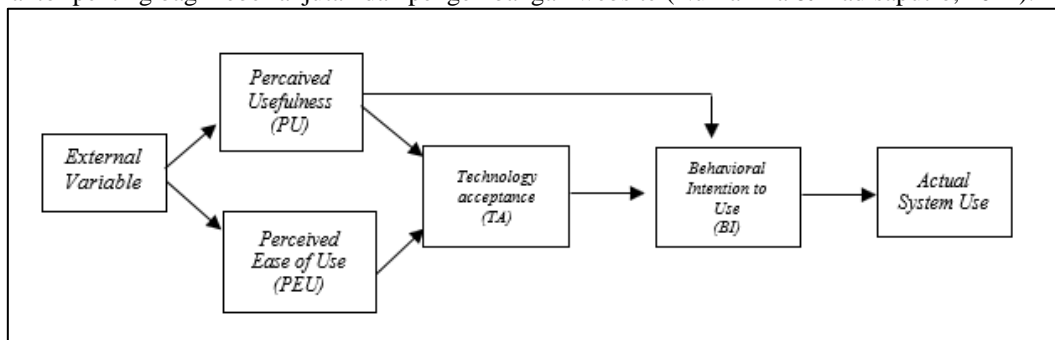 External
Variable
Percaived
Usefulness
(PU)
Perceived
Ease of Use
(PEU)
Technology
acceptance
(TA)
Behavioral
Intention to
Use
(BI)
Actual
System Use